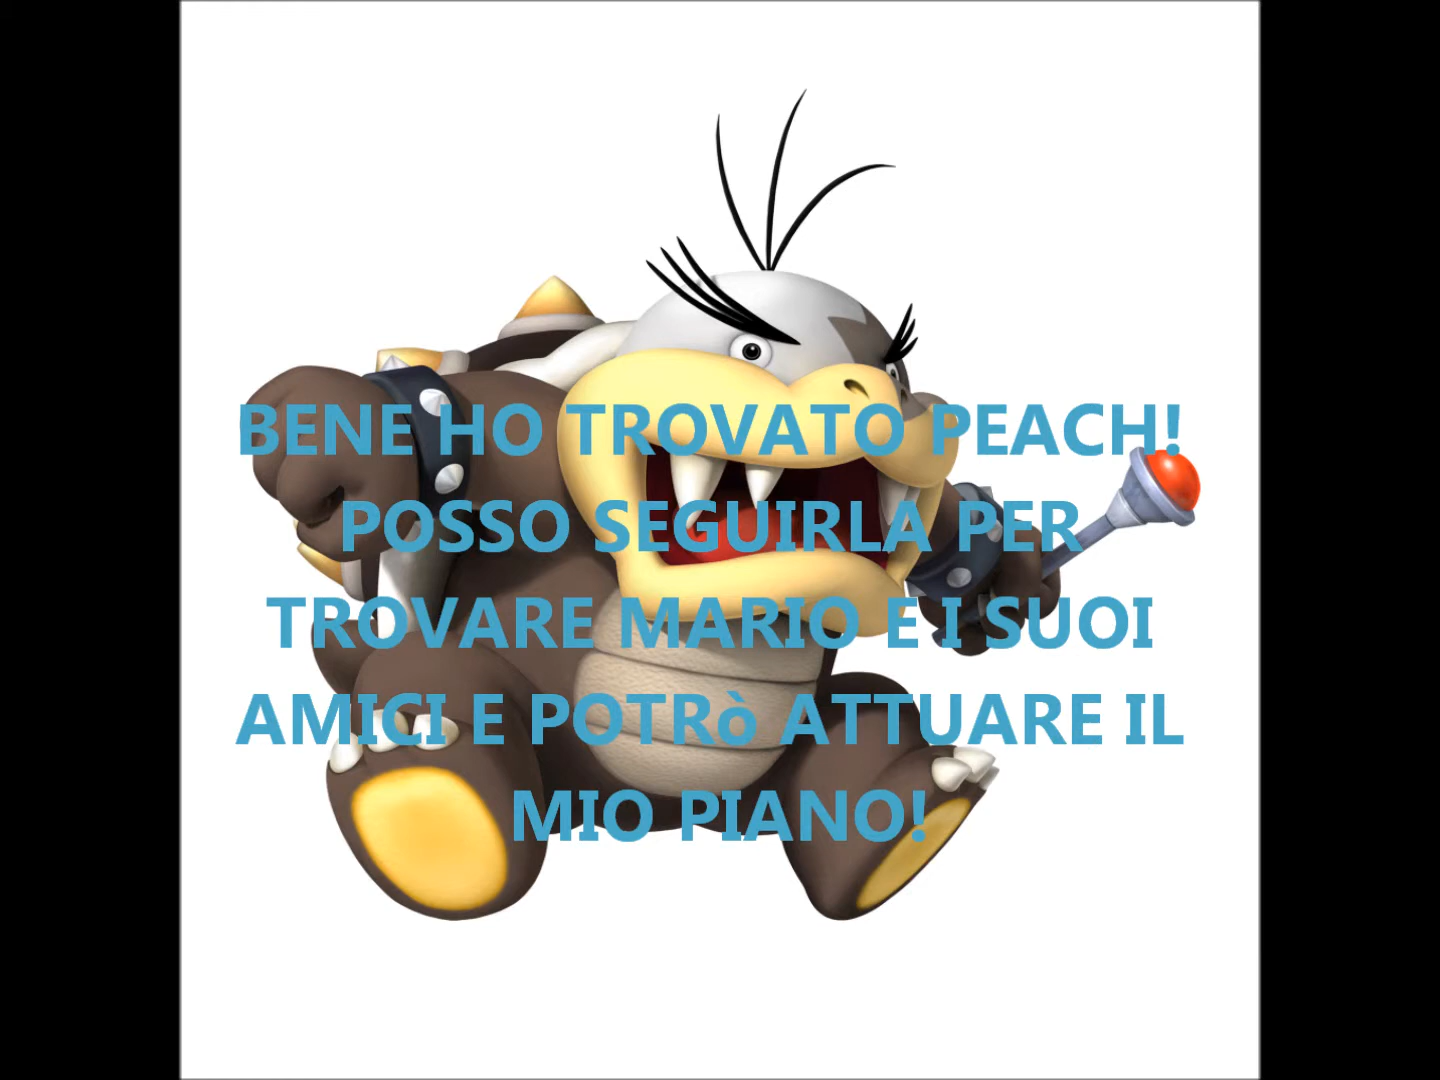 BENE HO TROVATO PEACH!
POSSO SEGUIRLA PER
TROVARE MARIO E I SUOI
AMICI E POTRò ATTUARE IL
MIO PIANO!